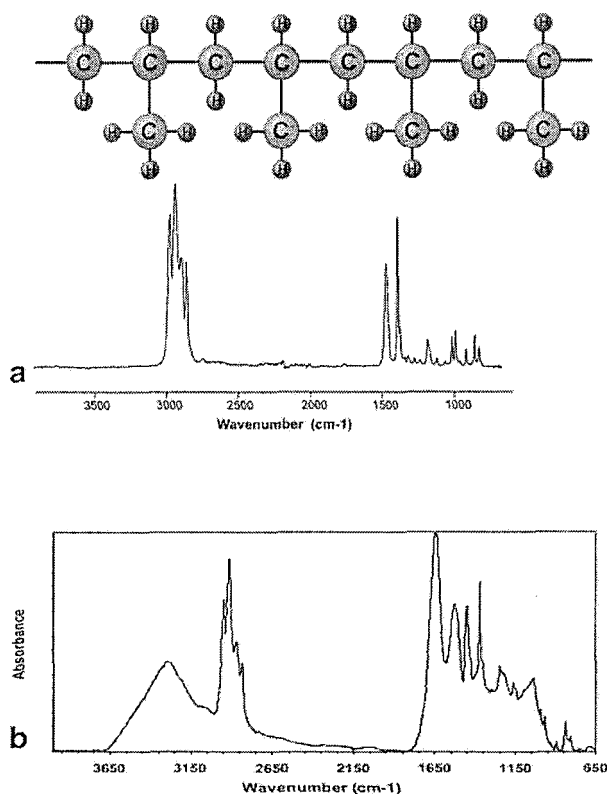 H H H H H H H H
C C C C C C C C
H H H H
H C H H C H H C H H C H
H H H H
a
3500 3000 2500 2000 1500 1000
Wavenumber (cm-1)
Absorbance
b
3650 3150 2650 2150 1650 1150 650
Wavenumber (cm-1)